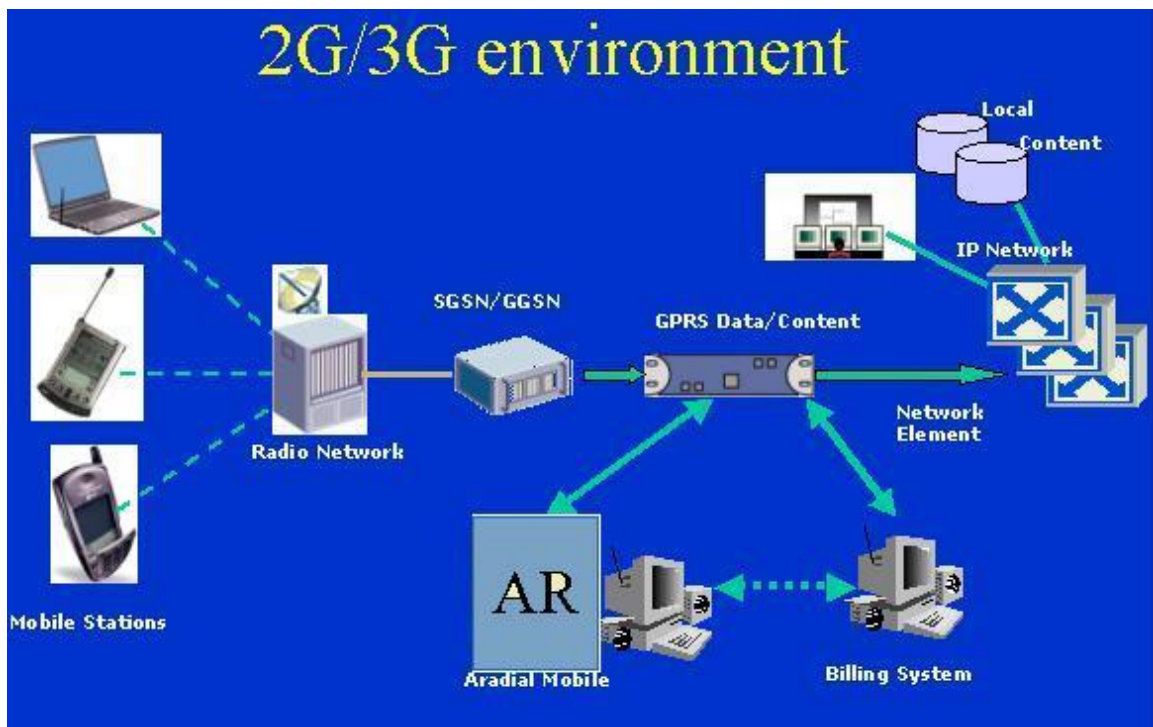 2G/3G environment
Local
Content
IP Network
SGSN/GGSN
GPRS Data/Content
Network
Element
Radio Network
Mobile Stations
AR
Aradial Mobile
Billing System